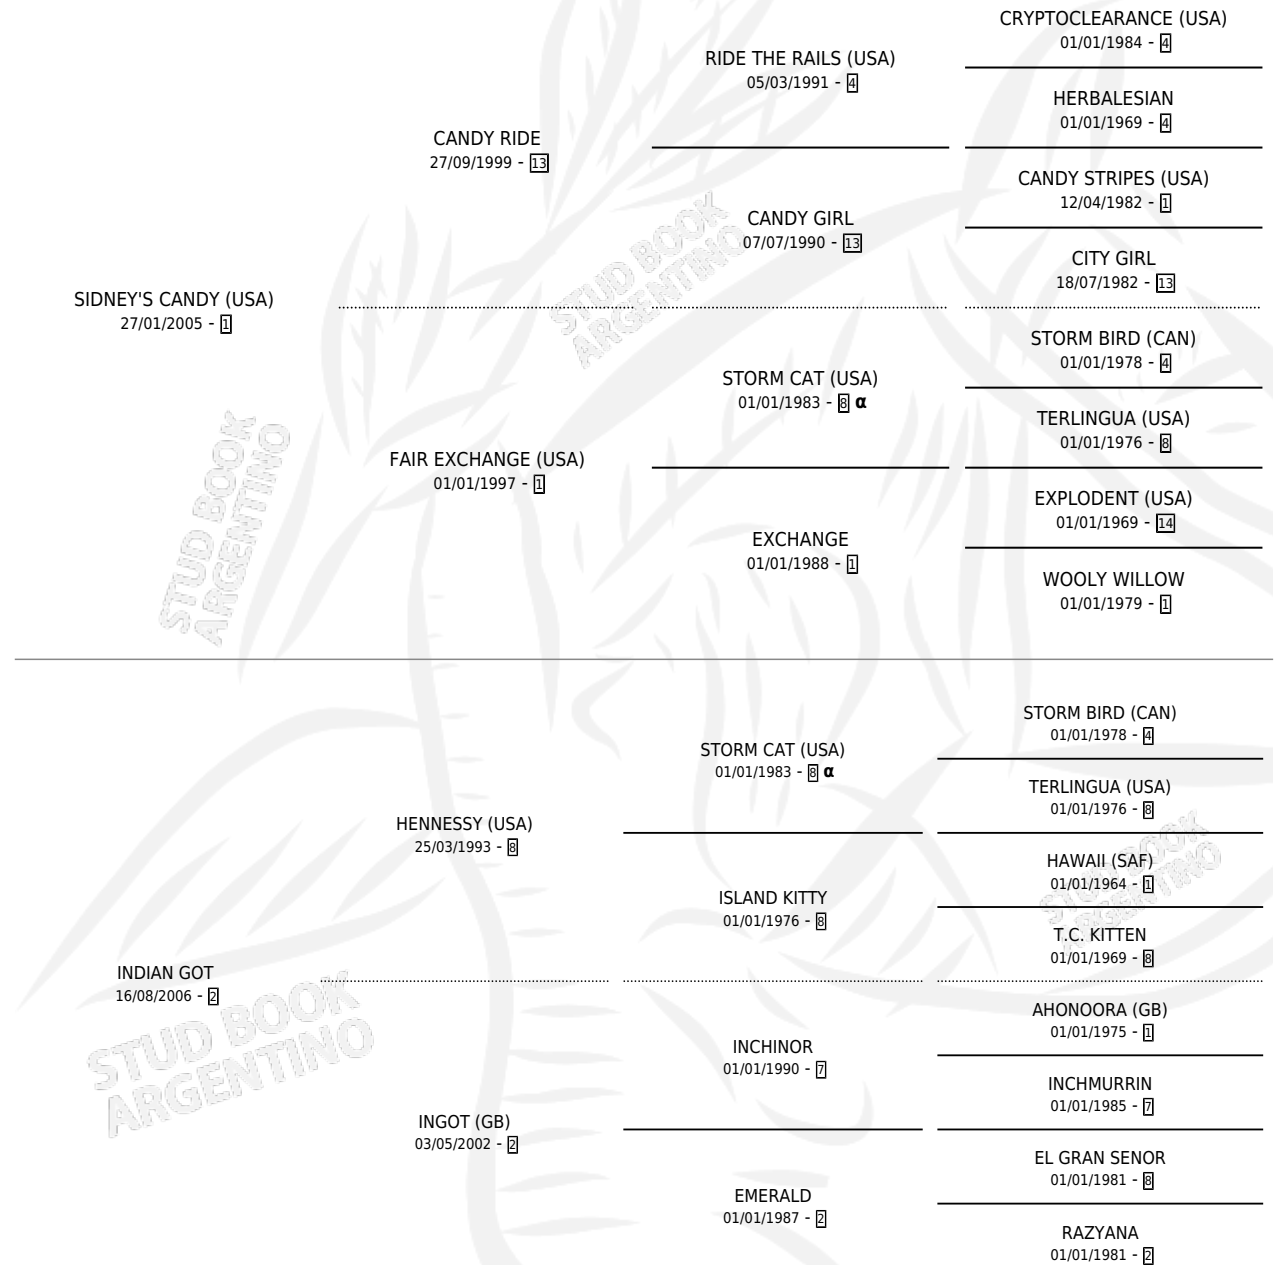 CRYPTOCLEARANCE (USA)
01/01/1984 - 4
RIDE THE RAILS (USA)
05/03/1991 - 4
HERBALESIAN
01/01/1969 - 4
CANDY RIDE
27/09/1999 - 13
CANDY STRIPES (USA)
12/04/1982 - 1
CANDY GIRL
07/07/1990 - 13
CITY GIRL
18/07/1982 - 13
SIDNEY'S CANDY (USA)
27/01/2005 - 1
STORM BIRD (CAN)
01/01/1978 - 4
STORM CAT (USA)
01/01/1983 - 8 α
TERLINGUA (USA)
01/01/1976 - 8
FAIR EXCHANGE (USA)
01/01/1997 - 1
EXPLODENT (USA)
01/01/1969 - 14
EXCHANGE
01/01/1988 - 1
WOOLY WILLOW
01/01/1979 - 1
STUD BOOK
ARGENTINO
STUD BOOK
ARGENTINO
STORM BIRD (CAN)
01/01/1978 - 4
STORM CAT (USA)
01/01/1983 - 8 α
TERLINGUA (USA)
01/01/1976 - 8
HENNESSY (USA)
25/03/1993 - 8
HAWAII (SAF)
01/01/1964 - 1
ISLAND KITTY
01/01/1976 - 8
T.C. KITTEN
01/01/1969 - 8
INDIAN GOT
16/08/2006 - 2
AHONOORA (GB)
01/01/1975 - 1
INCHINOR
01/01/1990 - 7
INCHMURRIN
01/01/1985 - 7
INGOT (GB)
03/05/2002 - 2
EL GRAN SENOR
01/01/1981 - 8
EMERALD
01/01/1987 - 2
RAZYANA
01/01/1981 - 2
STUD BOOK
ARGENTINO
STUD BOOK
ARGENTINO